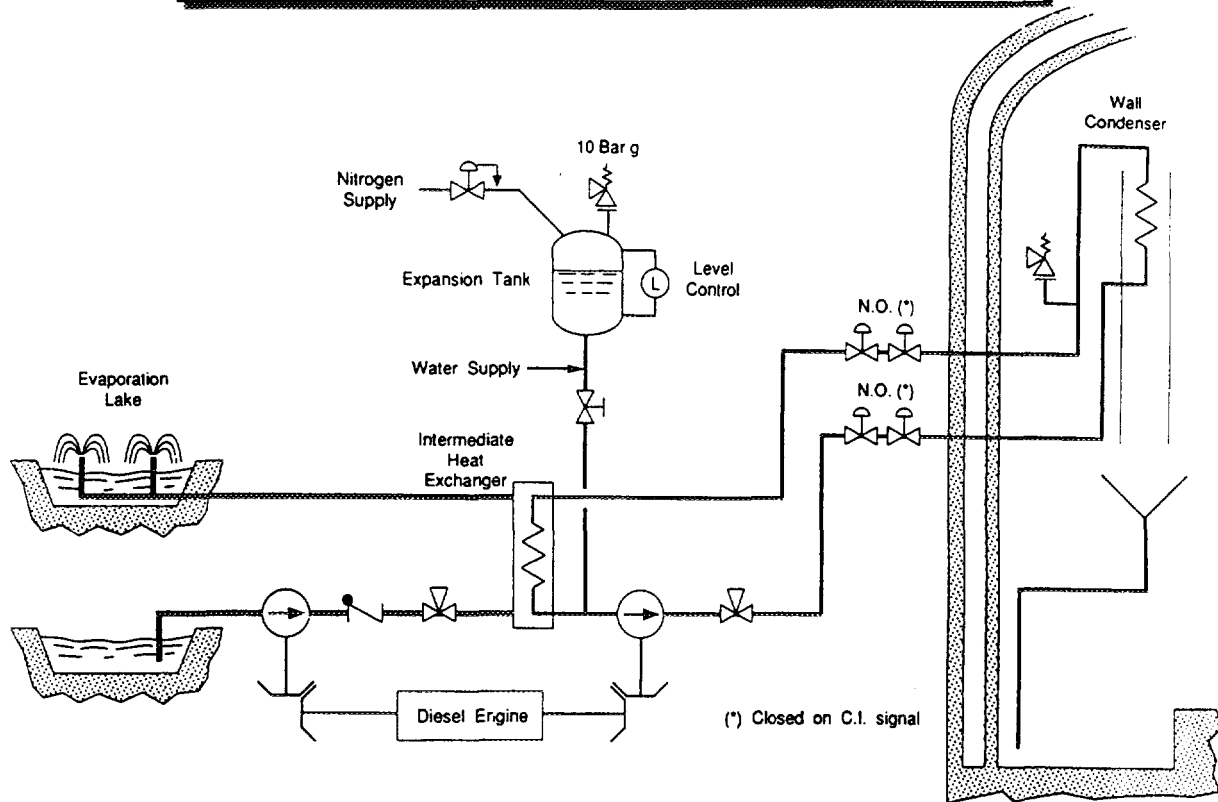 Wall
Condenser
10 Bar g
Nitrogen
Supply
Expansion Tank
L
Level
Control
N.O. (*)
Water Supply
N.O. (*)
Evaporation
Lake
Intermediate
Heat
Exchanger
Diesel Engine
(*) Closed on C.I. signal